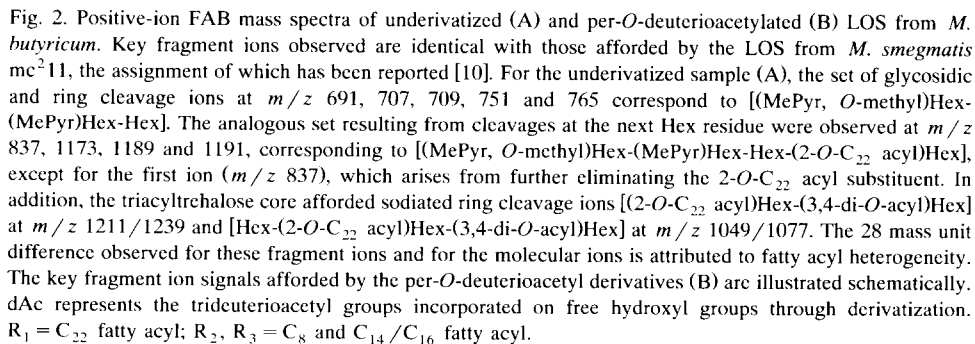 Fig. 2. Positive-ion FAB mass spectra of underivatized (A) and per-O-deuterioacetylated (B) LOS from M.
butyricum. Key fragment ions observed are identical with those afforded by the LOS from M. smegmatis
mc²11, the assignment of which has been reported [10]. For the underivatized sample (A), the set of glycosidic
and ring cleavage ions at m/z 691, 707, 709, 751 and 765 correspond to [(MePyr, O-methyl)Hex-
(MePyr)Hex-Hex]. The analogous set resulting from cleavages at the next Hex residue were observed at m/z
837, 1173, 1189 and 1191, corresponding to [(MePyr, O-methyl)Hex-(MePyr)Hex-Hex-(2-O-C₂₂ acyl)Hex],
except for the first ion (m/z 837), which arises from further eliminating the 2-O-C₂₂ acyl substituent. In
addition, the triacyltrehalose core afforded sodiated ring cleavage ions [(2-O-C₂₂ acyl)Hex-(3,4-di-O-acyl)Hex]
at m/z 1211/1239 and [Hex-(2-O-C₂₂ acyl)Hex-(3,4-di-O-acyl)Hex] at m/z 1049/1077. The 28 mass unit
difference observed for these fragment ions and for the molecular ions is attributed to fatty acyl heterogeneity.
The key fragment ion signals afforded by the per-O-deuterioacetyl derivatives (B) are illustrated schematically.
dAc represents the trideuterioacetyl groups incorporated on free hydroxyl groups through derivatization.
R₁ = C₂₂ fatty acyl; R₂, R₃ = C₈ and C₁₄/C₁₆ fatty acyl.